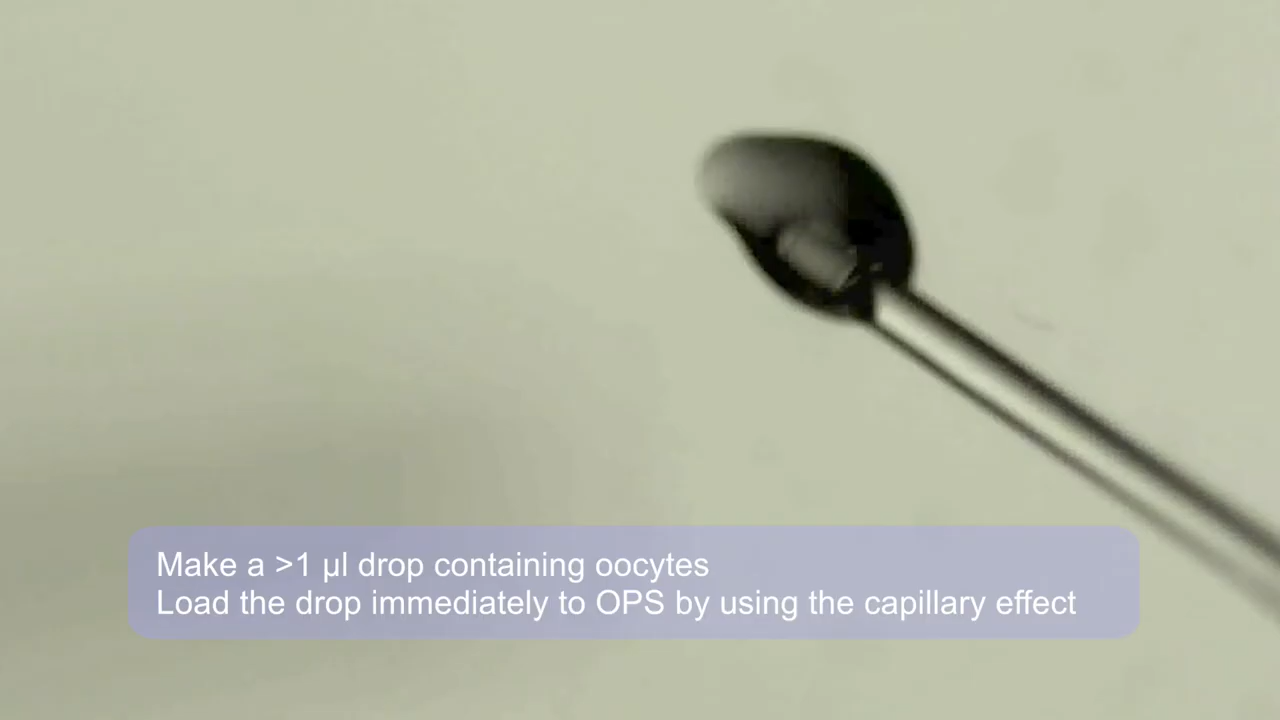 Make a >1 µl drop containing oocytes
Load the drop immediately to OPS by using the capillary effect